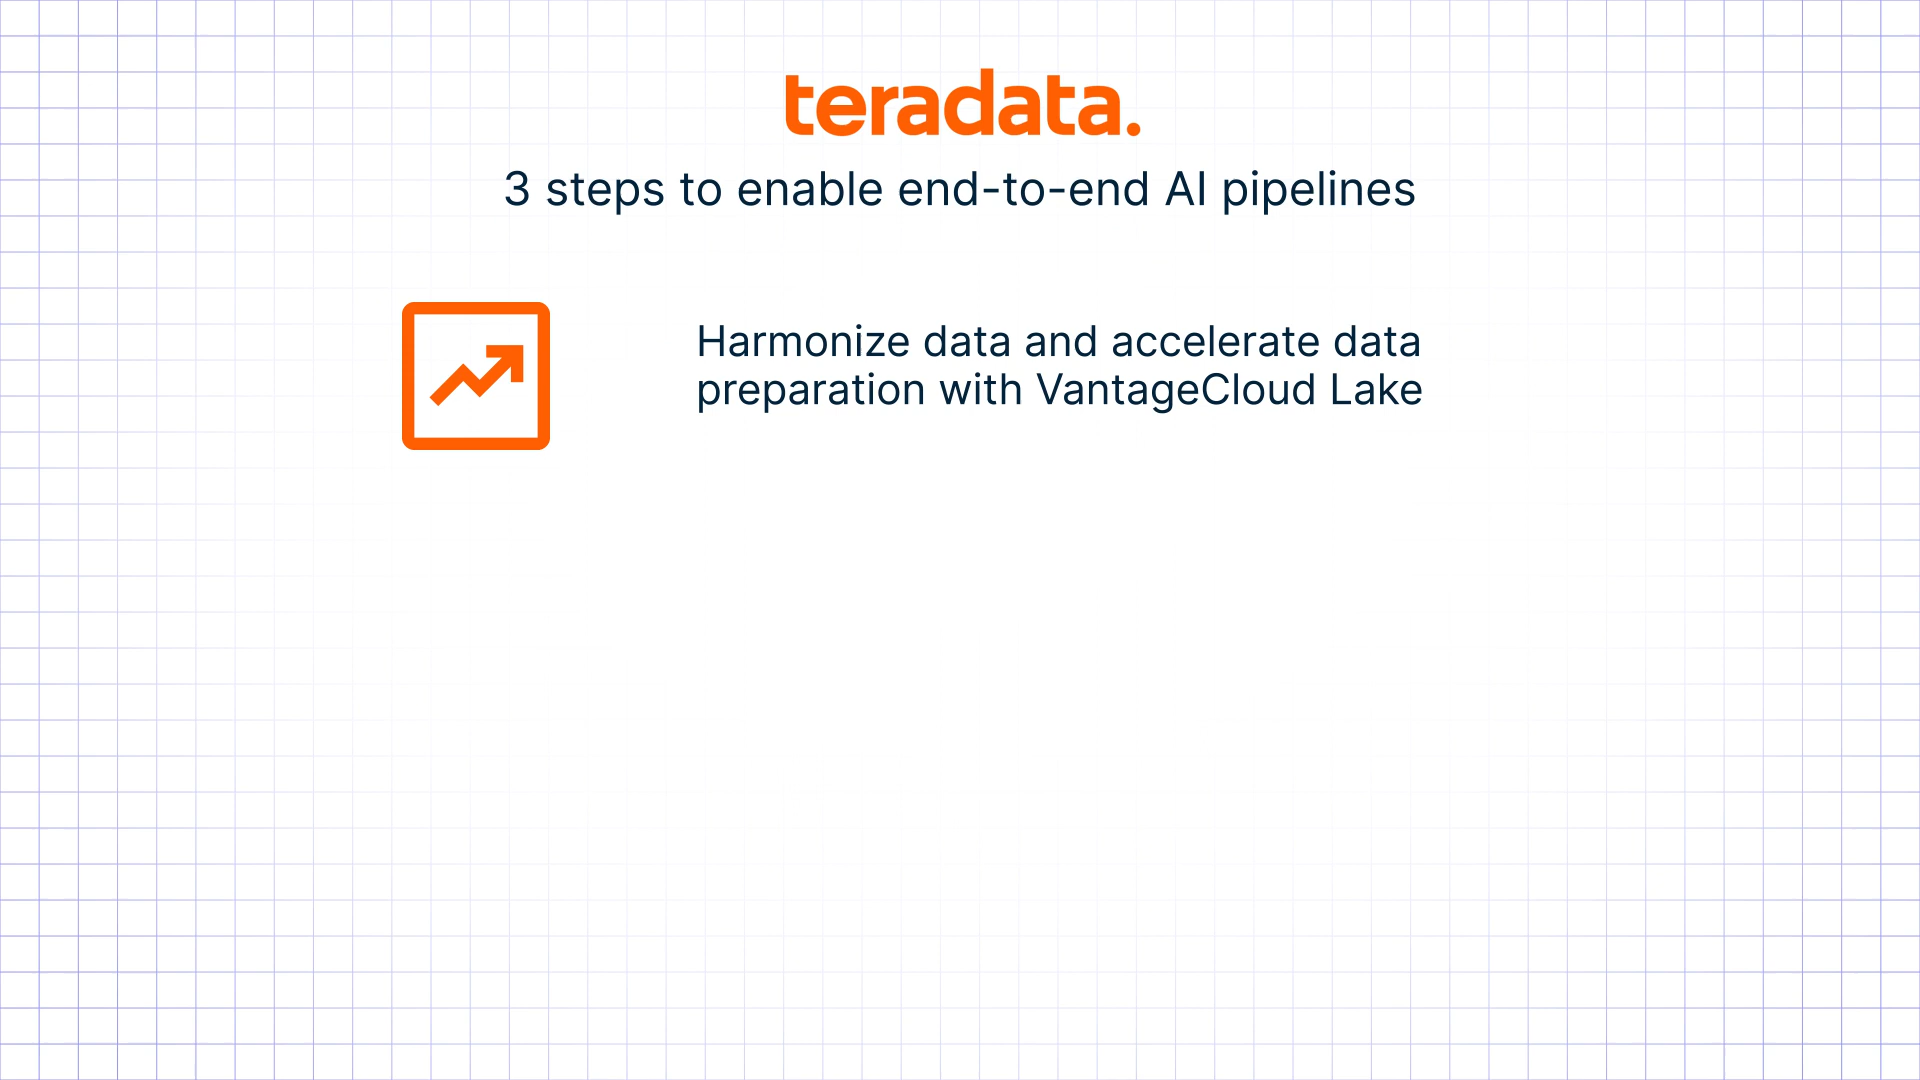 teradata.
3 steps to enable end-to-end AI pipelines
Harmonize data and accelerate data
preparation with VantageCloud Lake